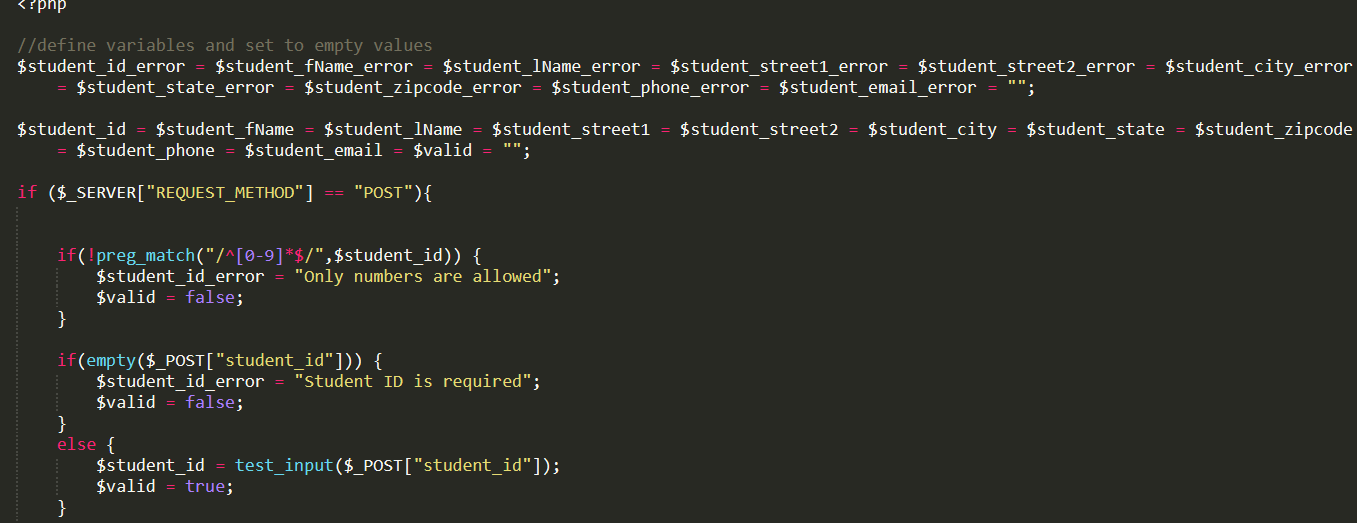 <?php
//define variables and set to empty values
$student_id_error = $student_fName_error = $student_lName_error = $student_street1_error = $student_street2_error = $student_city_error
= $student_state_error = $student_zipcode_error = $student_phone_error = $student_email_error = "";
$student_id = $student_fName = $student_lName = $student_street1 = $student_street2 = $student_city = $student_state = $student_zipcode
= $student_phone = $student_email = $valid = "";
if ($_SERVER["REQUEST_METHOD"] == "POST"){
if(!preg_match("/^[0-9]*$/",$student_id)) {
$student_id_error = "Only numbers are allowed";
$valid = false;
}
if(empty($_POST["student_id"])) {
$student_id_error = "Student ID is required";
$valid = false;
}
else {
$student_id = test_input($_POST["student_id"]);
$valid = true;
}